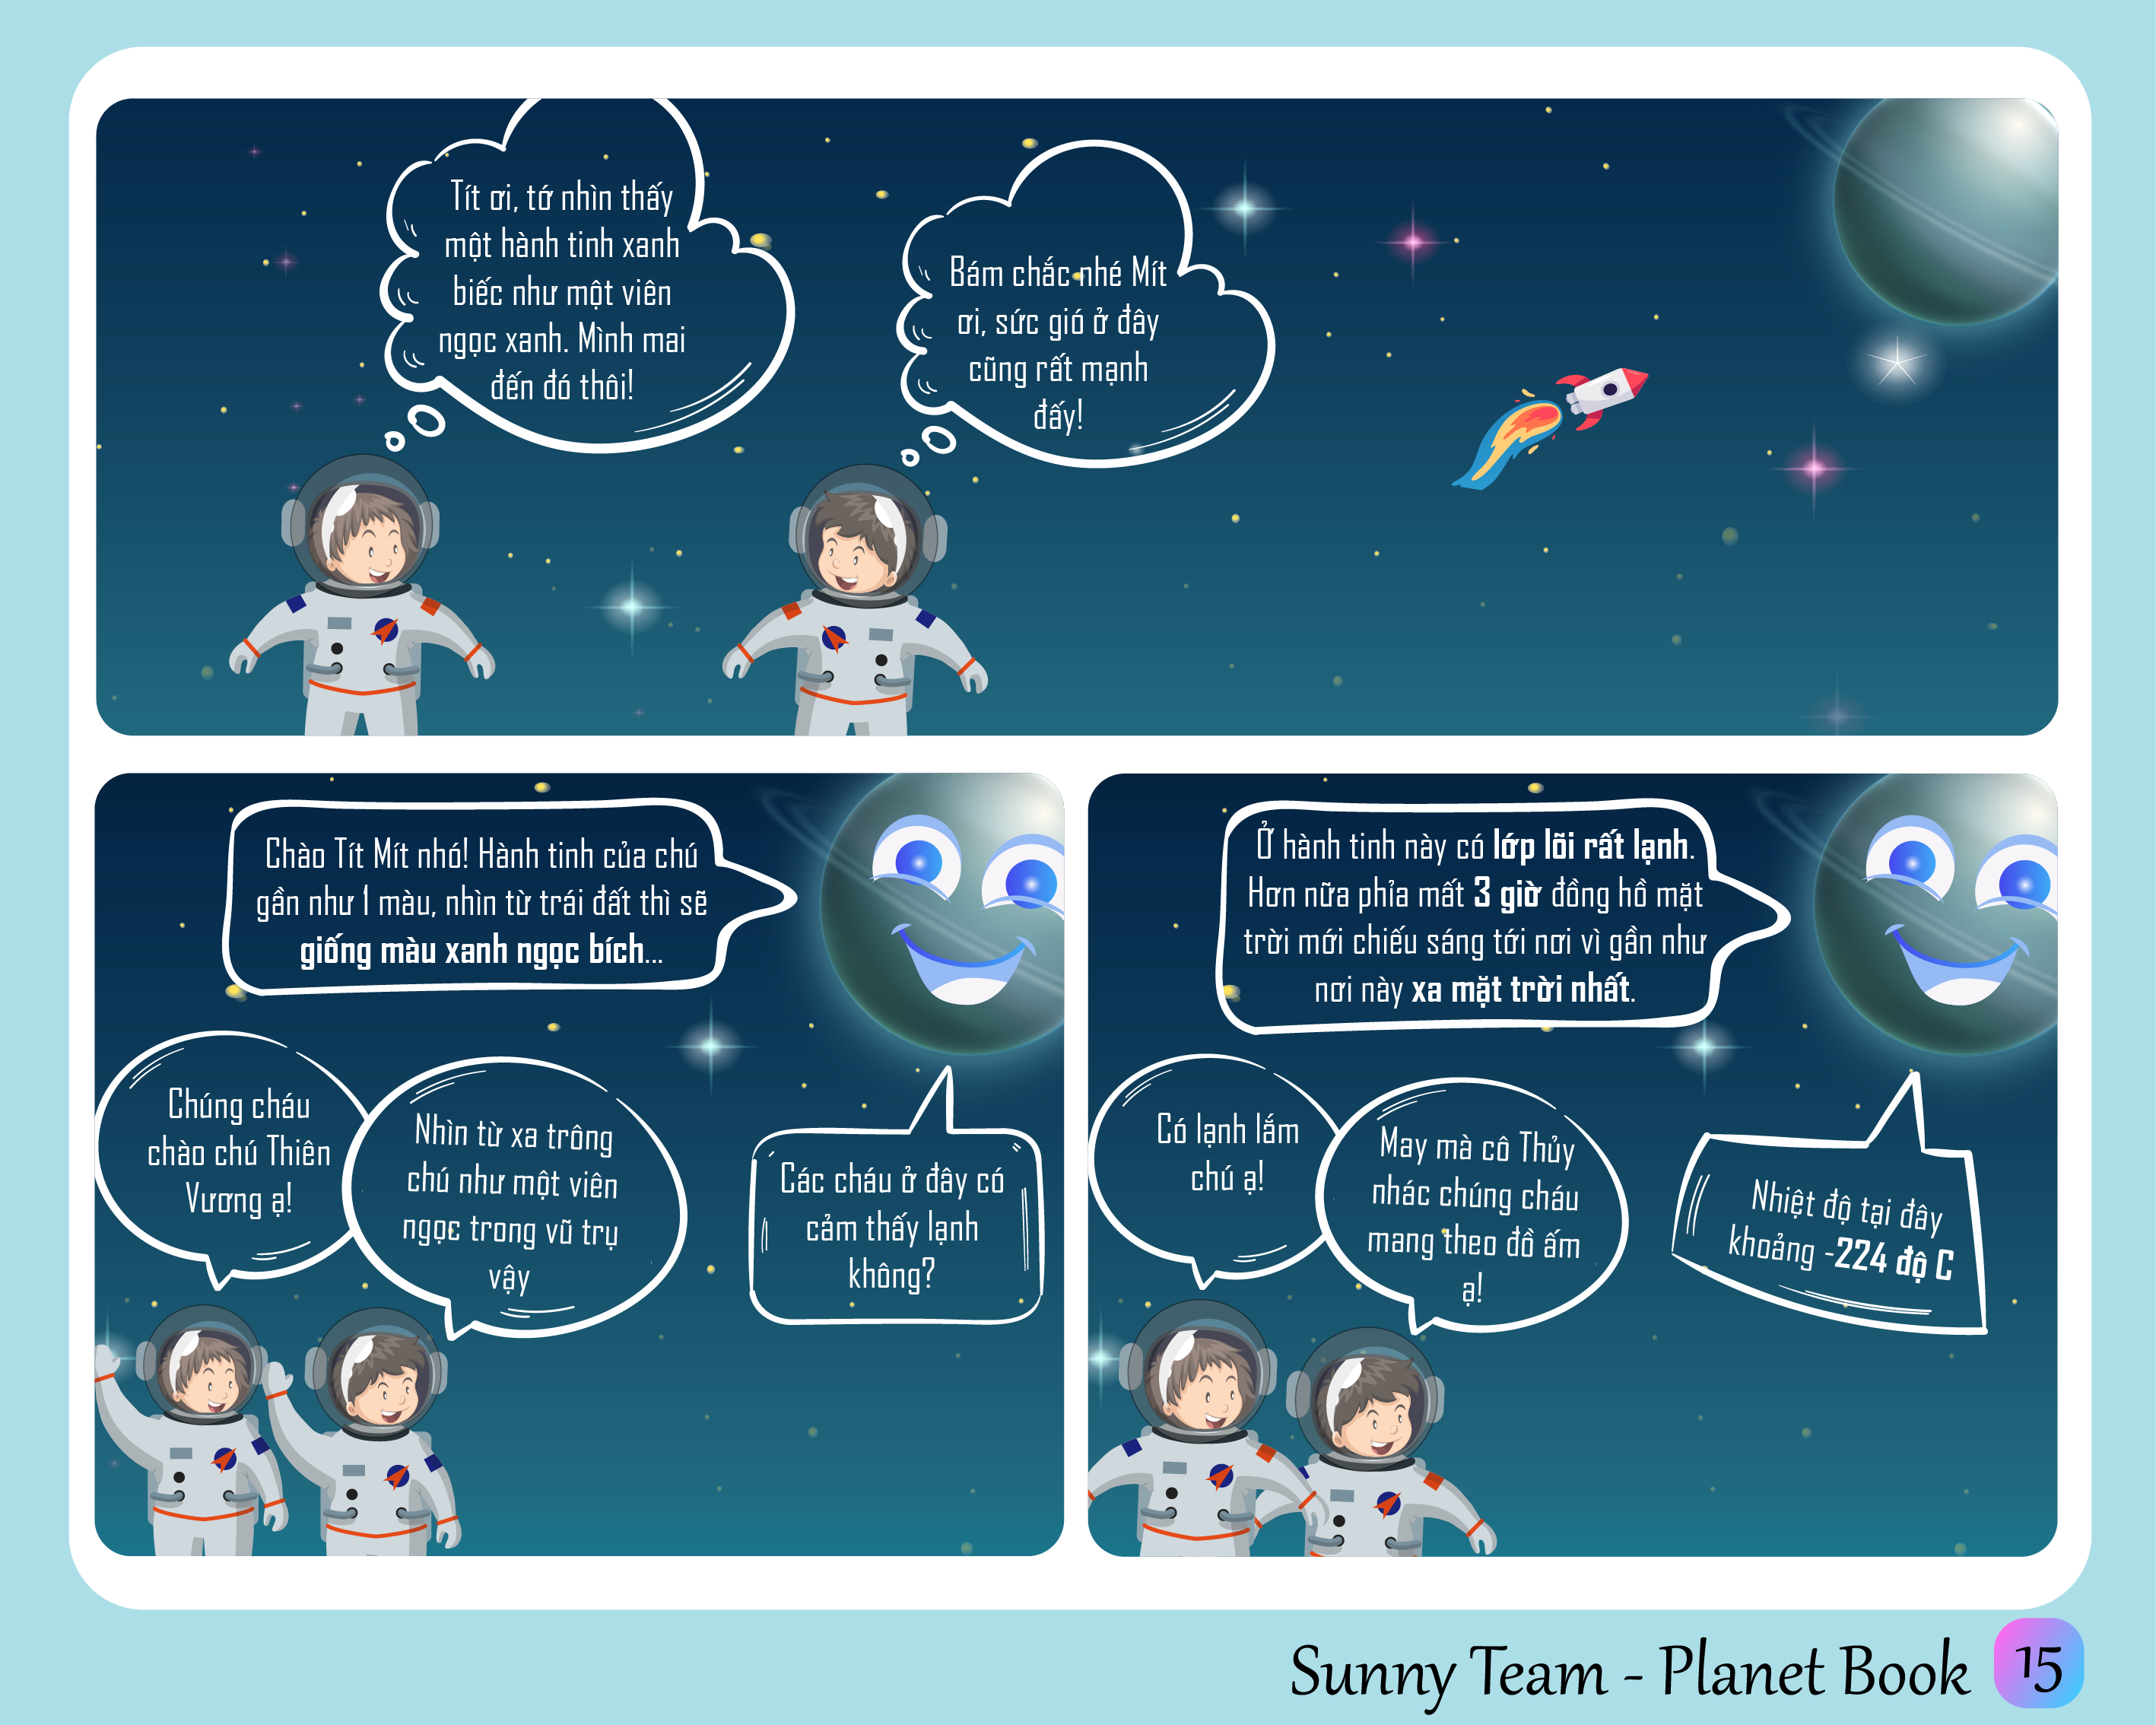 Tít ơi, tớ nhìn thấy
một hành tinh xanh
biếc như một viên
ngọc xanh. Mình mai
đến đó thôi!
Bám chắc nhé Mít
ơi, sức gió ở đây
cũng rất mạnh
đấy!
Chào Tít Mít nhó! Hành tinh của chú
gần như 1 màu, nhìn từ trái đất thì sẽ
giống màu xanh ngọc bích...
Chúng cháu
chào chú Thiên
Vương ạ!
Nhìn từ xa trông
chú như một viên
ngọc trong vũ trụ
vậy
Các cháu ở đây có
cảm thấy lạnh
không?
Ở hành tinh này có lớp lõi rất lạnh.
Hơn nữa phỉa mất 3 giờ đồng hồ mặt
trời mới chiếu sáng tới nơi vì gần như
nơi này xa mặt trời nhất.
Có lạnh lắm
chú ạ!
May mà cô Thủy
nhác chúng cháu
mang theo đồ ấm
ạ!
Nhiệt độ tại đây
khoảng -224 độ C
Sunny Team - Planet Book 15